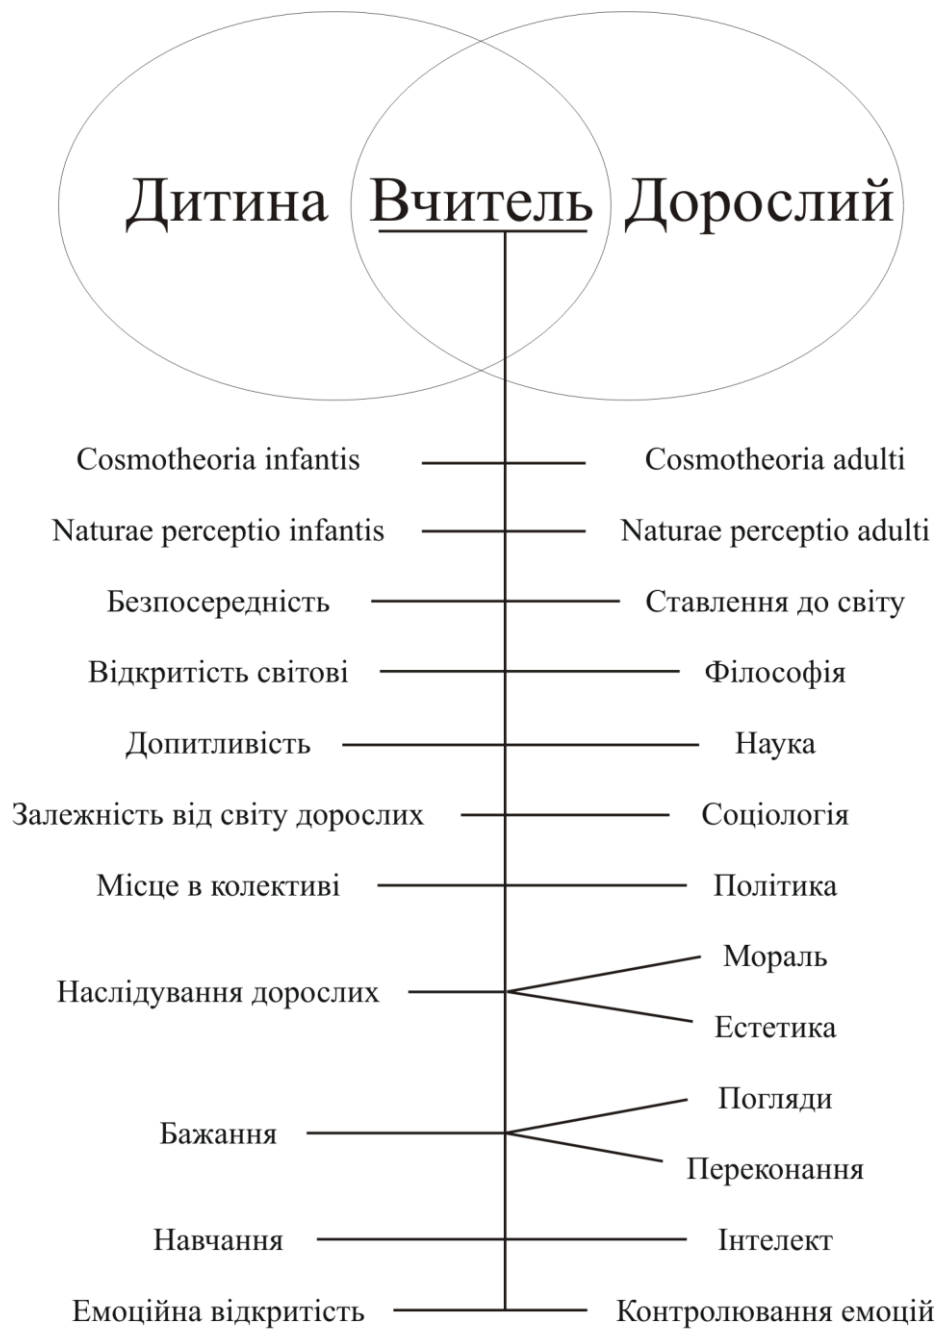 Дитина Вчитель Дорослий
Cosmotheoria infantis Cosmotheoria adulti
Naturae perceptio infantis Naturae perceptio adulti
Безпосередність Ставлення до світу
Відкритість світові Філософія
Допитливість Наука
Залежність від світу дорослих Соціологія
Місце в колективі Політика
Мораль
Наслідування дорослих
Естетика
Погляди
Бажання
Переконання
Навчання Інтелект
Емоційна відкритість Контролювання емоцій